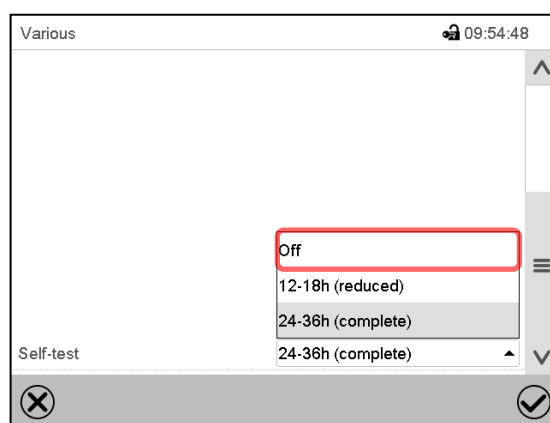 Various
09:54:48
Off
12-18h (reduced)
24-36h (complete)
Self-test
24-36h (complete)